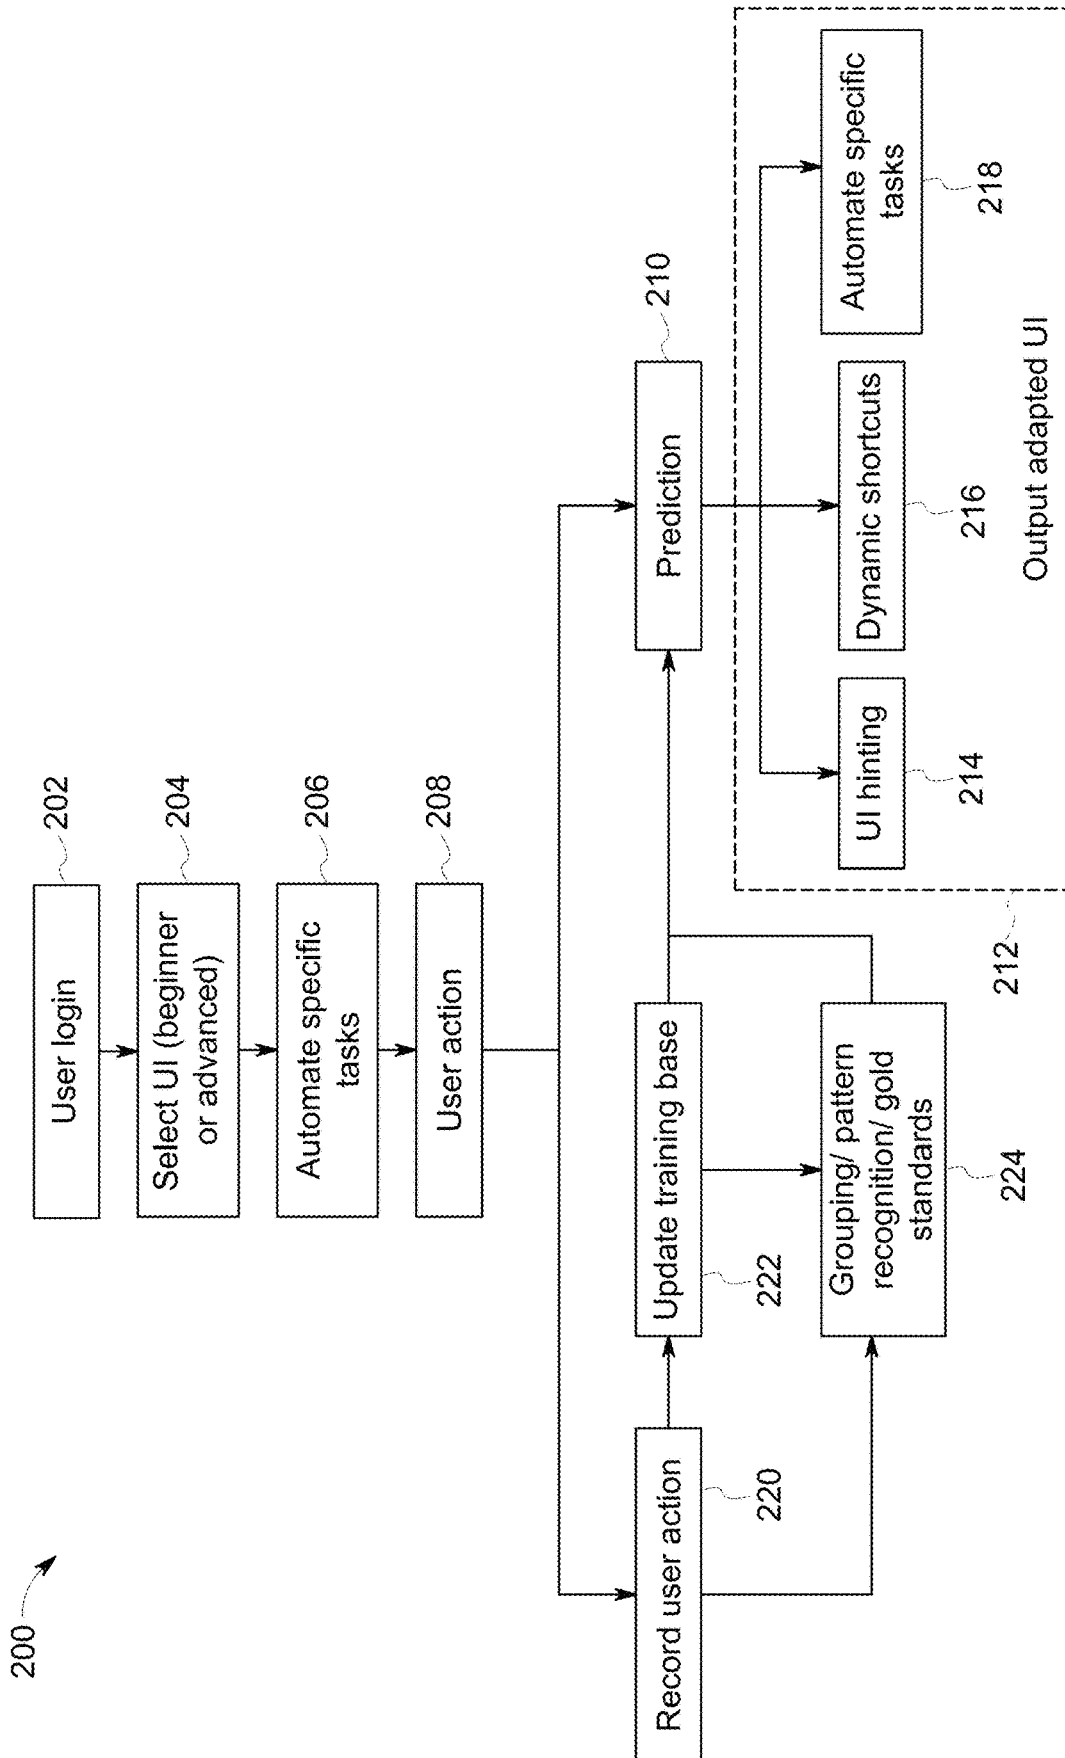 200
User login
202
Select UI (beginner
or advanced)
204
Automate specific
tasks
206
User action
208
Record user action
220
Update training base
222
Grouping/ pattern
recognition/ gold
standards
224
Prediction
210
UI hinting
214
Dynamic shortcuts
216
Automate specific
tasks
218
Output adapted UI
212